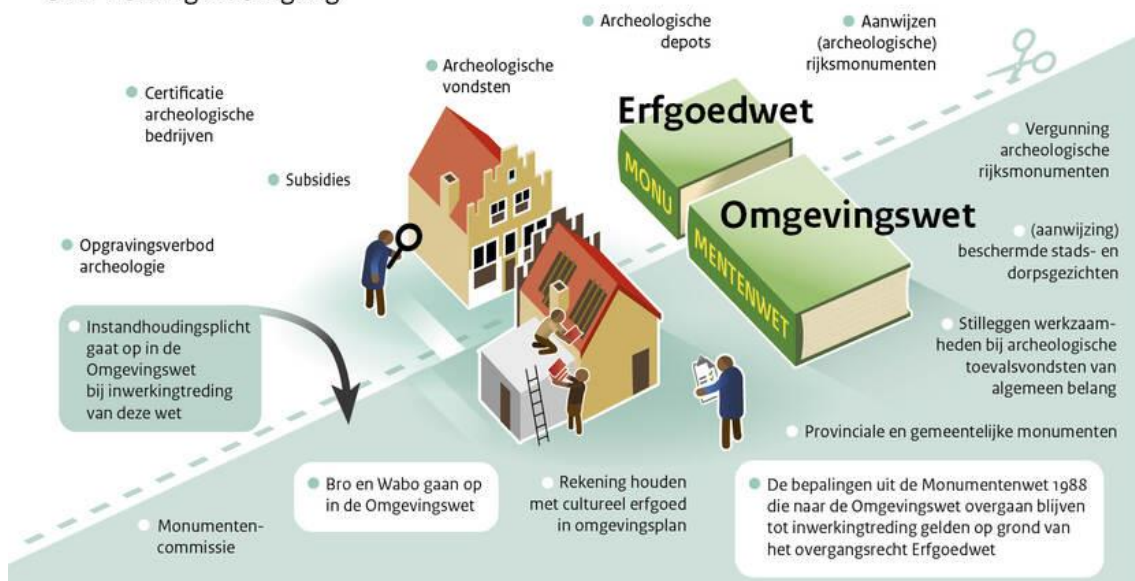 Archeologische
depots
Aanwijzen
(archeologische)
rijksmonumenten
Archeologische
vondsten
Certificatie
archeologische
bedrijven
Subsidies
Opgravingsverbod
archeologie
Erfgoedwet
MONU
Omgevingswet
MENTENWET
Vergunning
archeologische
rijksmonumenten
(aanwijzing)
beschermde stads- en
dorpsgezichten
Stilleggen werkzaam-
heden bij archeologische
toevalsvondsten van
algemeen belang
Provinciale en gemeentelijke monumenten
Instandhoudingsplicht
gaat op in de
Omgevingswet
bij inwerkingtreding
van deze wet
Bro en Wabo gaan op
in de Omgevingswet
Monumenten-
commissie
Rekening houden
met cultureel erfgoed
in omgevingsplan
De bepalingen uit de Monumentenwet 1988
die naar de Omgevingswet overgaan blijven
tot inwerkingtreding gelden op grond van
het overgangsrecht Erfgoedwet